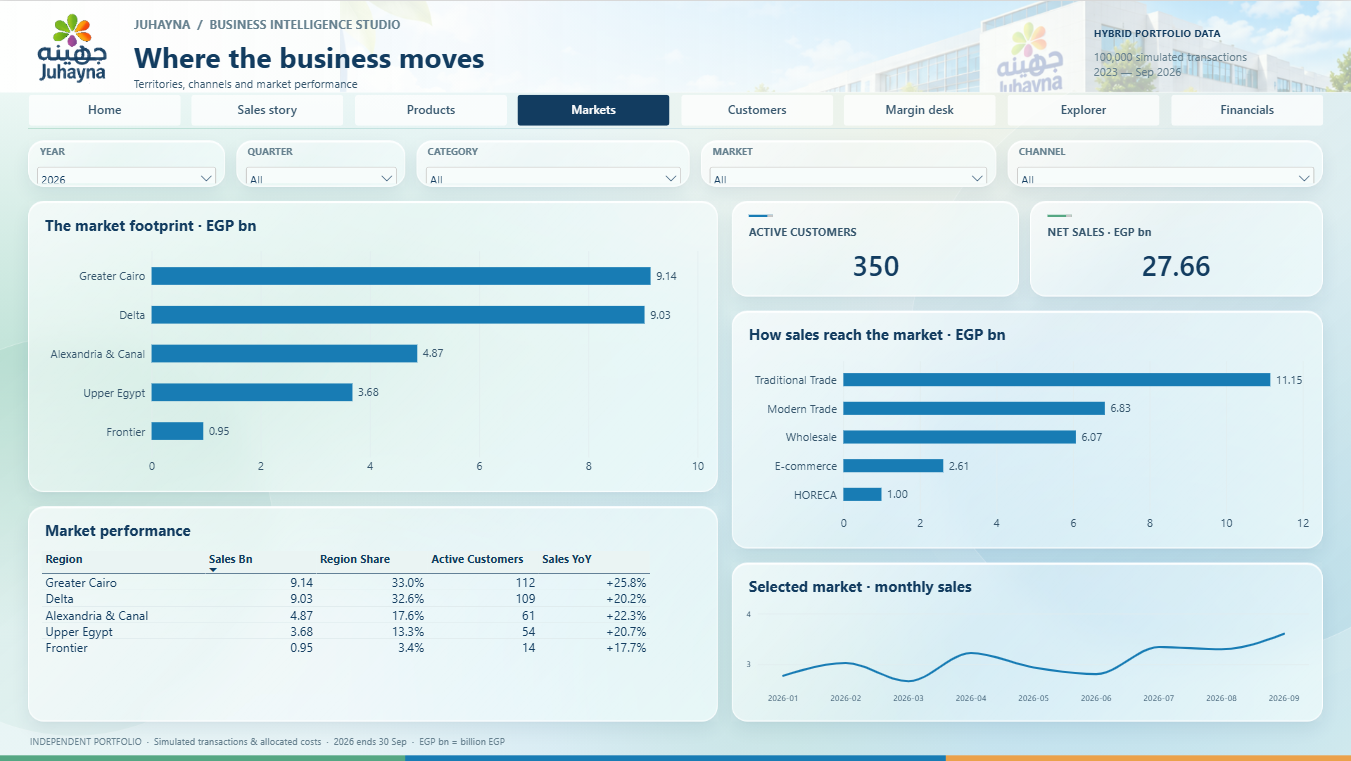 جهينه
Juhayna
JUHAYNA / BUSINESS INTELLIGENCE STUDIO
Where the business moves
Territories, channels and market performance
جهينه
Juhayna
HYBRID PORTFOLIO DATA
100,000 simulated transactions
2023 — Sep 2026
Home
Sales story
Products
Markets
Customers
Margin desk
Explorer
Financials
YEAR
2026
QUARTER
All
CATEGORY
All
MARKET
All
CHANNEL
All
The market footprint · EGP bn
Greater Cairo 9.14
Delta 9.03
Alexandria & Canal 4.87
Upper Egypt 3.68
Frontier 0.95
0 2 4 6 8 10
ACTIVE CUSTOMERS
350
NET SALES · EGP bn
27.66
How sales reach the market · EGP bn
Traditional Trade 11.15
Modern Trade 6.83
Wholesale 6.07
E-commerce 2.61
HORECA 1.00
0 2 4 6 8 10 12
Market performance
Region Sales Bn Region Share Active Customers Sales YoY
Greater Cairo 9.14 33.0% 112 +25.8%
Delta 9.03 32.6% 109 +20.2%
Alexandria & Canal 4.87 17.6% 61 +22.3%
Upper Egypt 3.68 13.3% 54 +20.7%
Frontier 0.95 3.4% 14 +17.7%
Selected market · monthly sales
4
3
2026-01 2026-02 2026-03 2026-04 2026-05 2026-06 2026-07 2026-08 2026-09
INDEPENDENT PORTFOLIO · Simulated transactions & allocated costs · 2026 ends 30 Sep · EGP bn = billion EGP